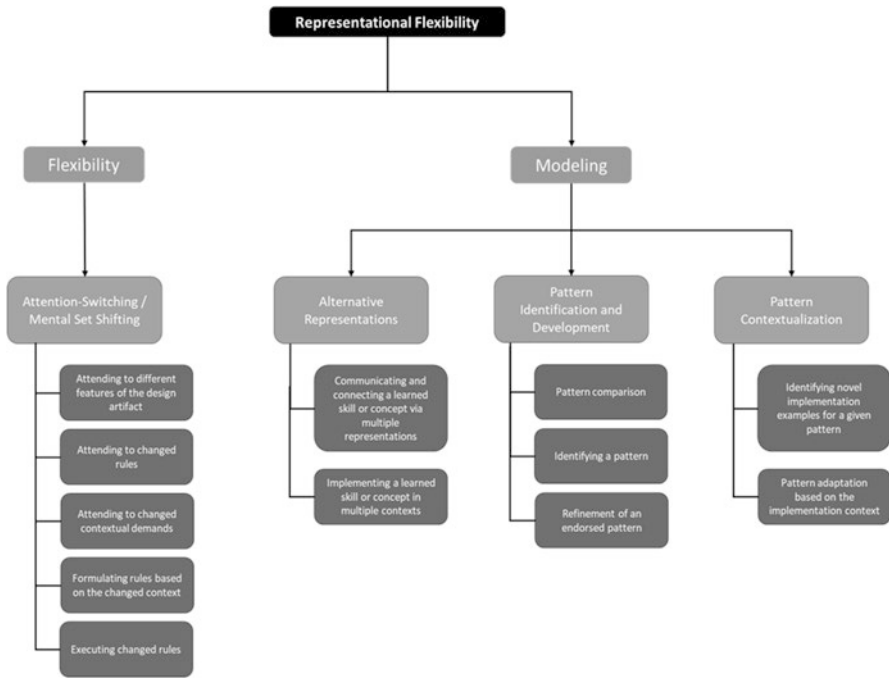 Representational Flexibility
Flexibility
Modeling
Attention-Switching /
Mental Set Shifting
Alternative
Representations
Pattern
Identification and
Development
Pattern
Contextualization
Attending to different
features of the design
artifact
Attending to changed
rules
Attending to changed
contextual demands
Formulating rules based
on the changed context
Executing changed rules
Communicating and
connecting a learned
skill or concept via
multiple
representations
Implementing a learned
skill or concept in
multiple contexts
Pattern comparison
Identifying a pattern
Refinement of an
endorsed pattern
Identifying novel
implementation
examples for a given
pattern
Pattern adaptation
based on the
implementation context